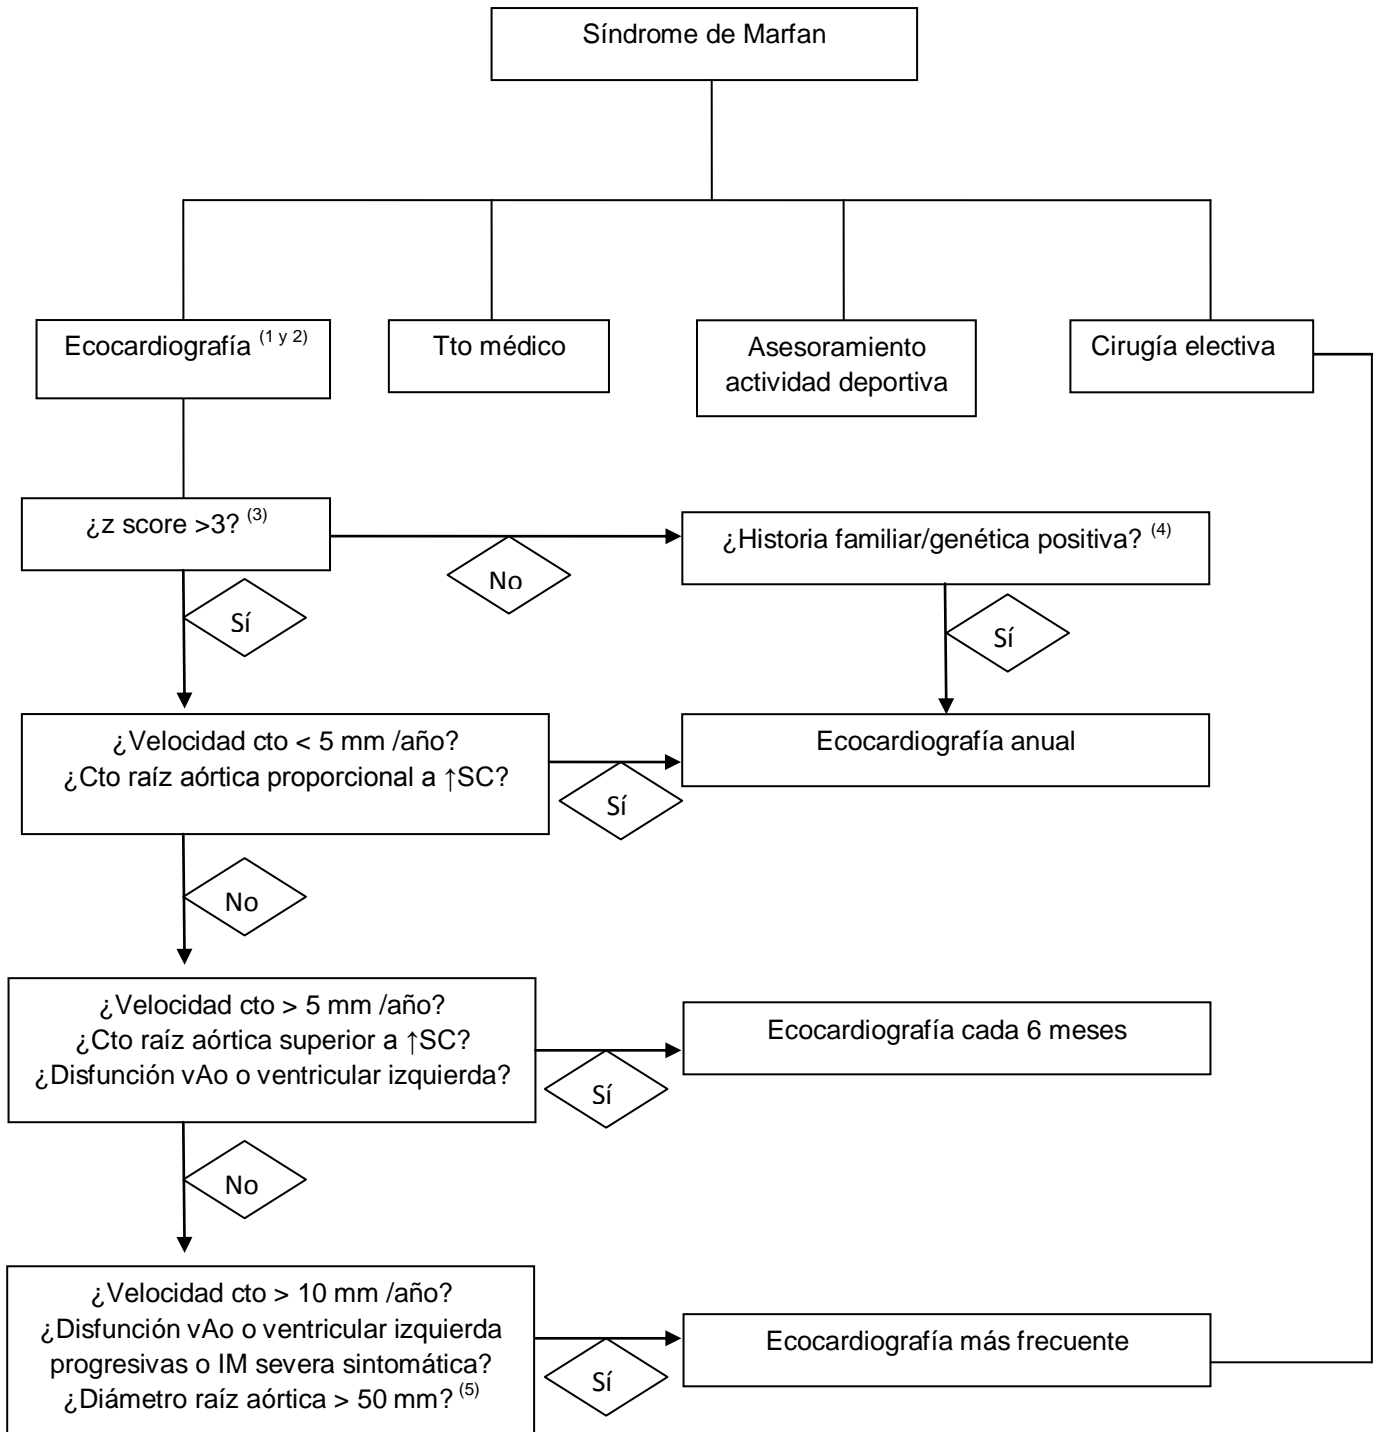 Síndrome de Marfan
Ecocardiografía (1 y 2)
Tto médico
Asesoramiento
actividad deportiva
Cirugía electiva
¿z score >3? (3)
No
¿Historia familiar/genética positiva? (4)
Sí
Sí
¿Velocidad cto < 5 mm /año?
¿Cto raíz aórtica proporcional a ↑SC?
Sí
Ecocardiografía anual
No
¿Velocidad cto > 5 mm /año?
¿Cto raíz aórtica superior a ↑SC?
¿Disfunción vAo o ventricular izquierda?
Sí
Ecocardiografía cada 6 meses
No
¿Velocidad cto > 10 mm /año?
¿Disfunción vAo o ventricular izquierda
progresivas o IM severa sintomática?
¿Diámetro raíz aórtica > 50 mm? (5)
Sí
Ecocardiografía más frecuente